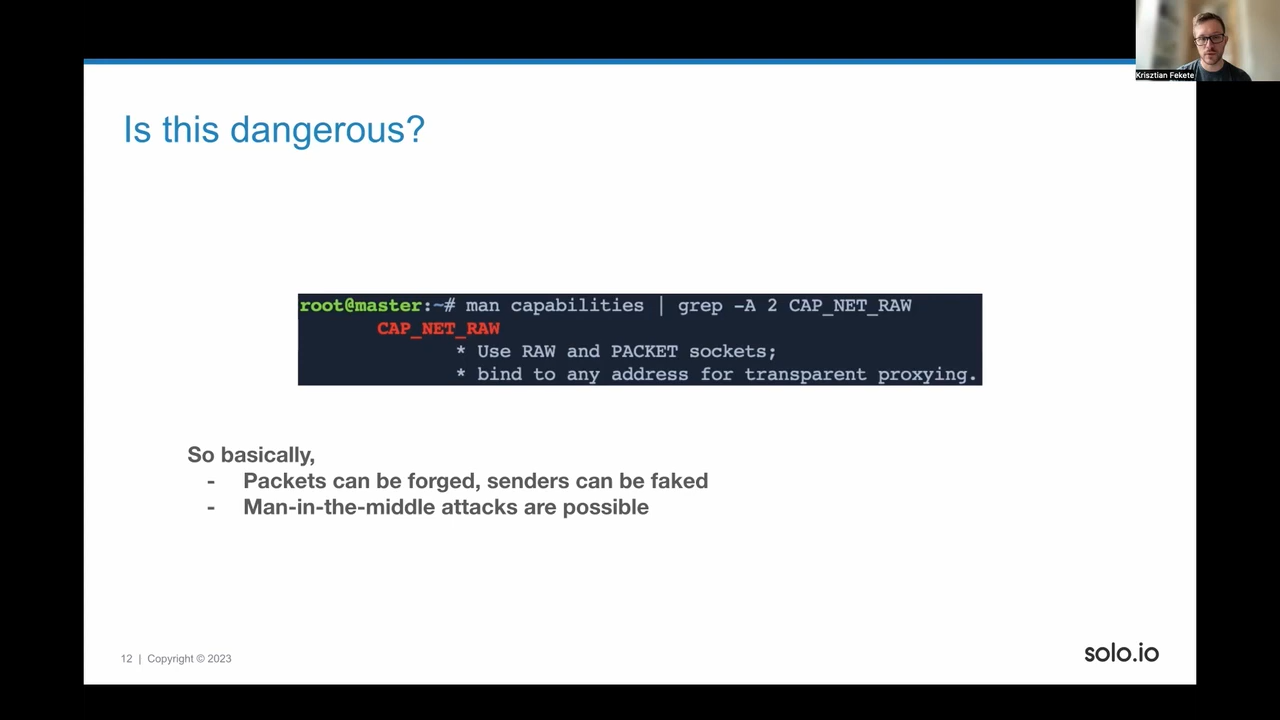 Krisztian Fekete
Is this dangerous?
root@master:~# man capabilities | grep -A 2 CAP_NET_RAW
CAP_NET_RAW
* Use RAW and PACKET sockets;
* bind to any address for transparent proxying.
So basically,
- Packets can be forged, senders can be faked
- Man-in-the-middle attacks are possible
12 | Copyright © 2023
solo.io